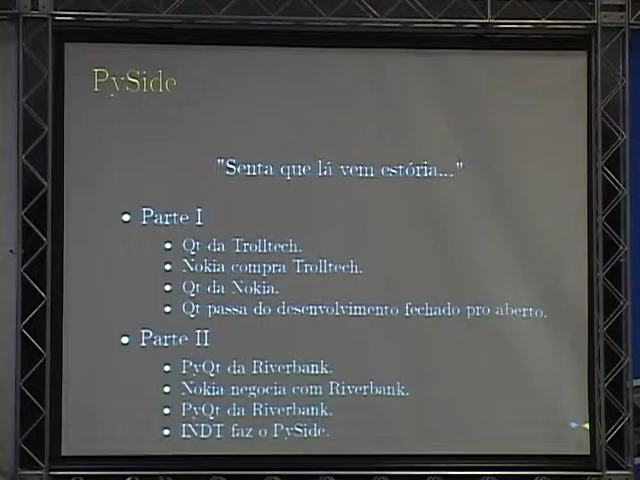 PySide
"Senta que lá vem estória..."
• Parte I
• Qt da Trolltech.
• Nokia compra Trolltech.
• Qt da Nokia.
• Qt passa do desenvolvimento fechado pro aberto.
• Parte II
• PyQt da Riverbank.
• Nokia negocia com Riverbank.
• PyQt da Riverbank.
• INDT faz o PySide.